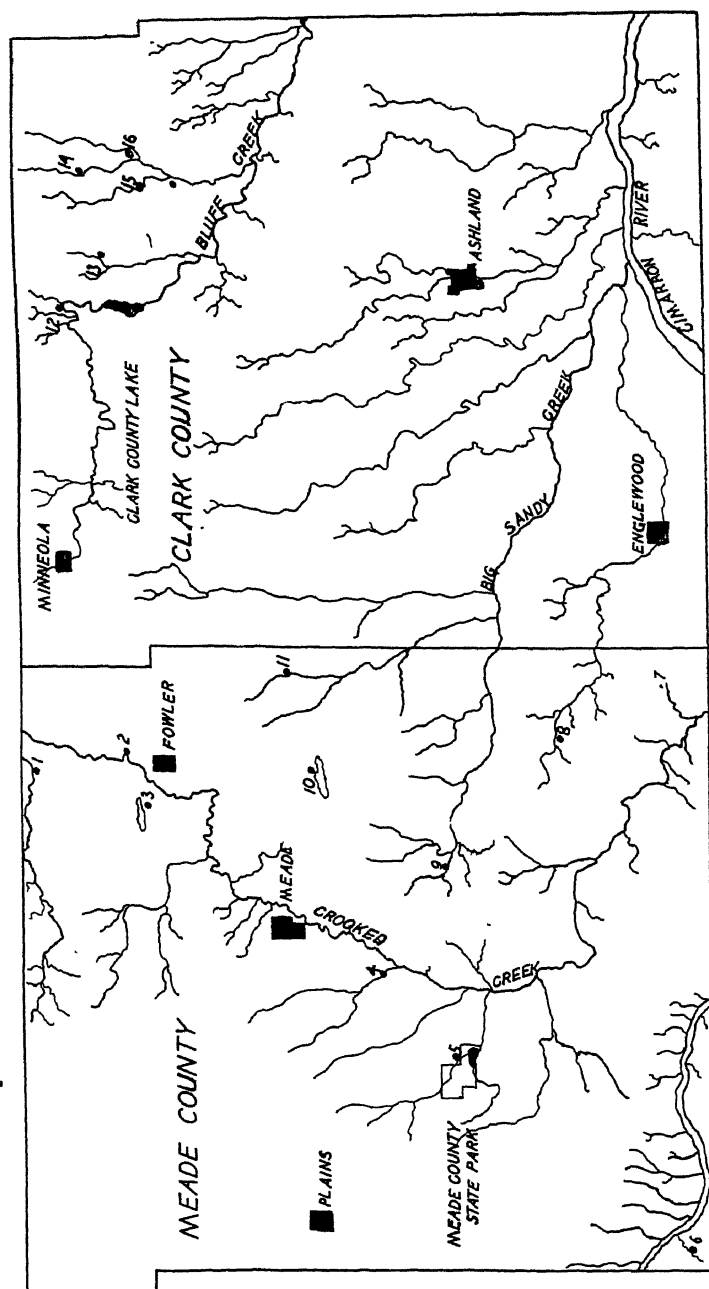 MEADE COUNTY
CLARK COUNTY
MINNEOLA
CLARK COUNTY LAKE
BLUFF
CREEK
ASHLAND
CIMARRON
RIVER
BIG
SANDY
CREEK
ENGLEWOOD
FOWLER
MEADE
CROOKED
CREEK
PLAINS
MEADE COUNTY
STATE PARK
1
2
3
4
5
6
7
8
9
10
11
12
13
14
15
16